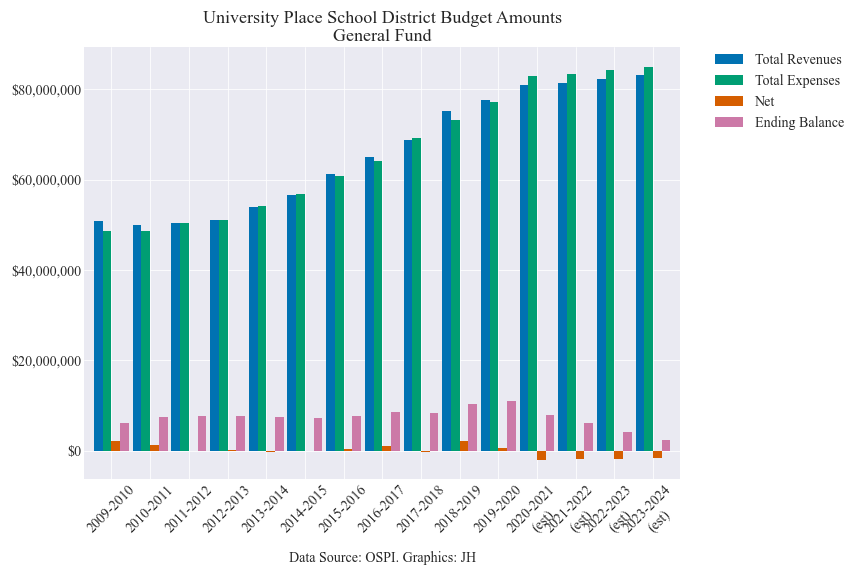 University Place School District Budget Amounts
General Fund
Total Revenues
Total Expenses
Net
Ending Balance
$80,000,000
$60,000,000
$40,000,000
$20,000,000
$0
2009-2010
2010-2011
2011-2012
2012-2013
2013-2014
2014-2015
2015-2016
2016-2017
2017-2018
2018-2019
2019-2020
2020-2021
(est)
2021-2022
(est)
2022-2023
(est)
2023-2024
(est)
Data Source: OSPI. Graphics: JH